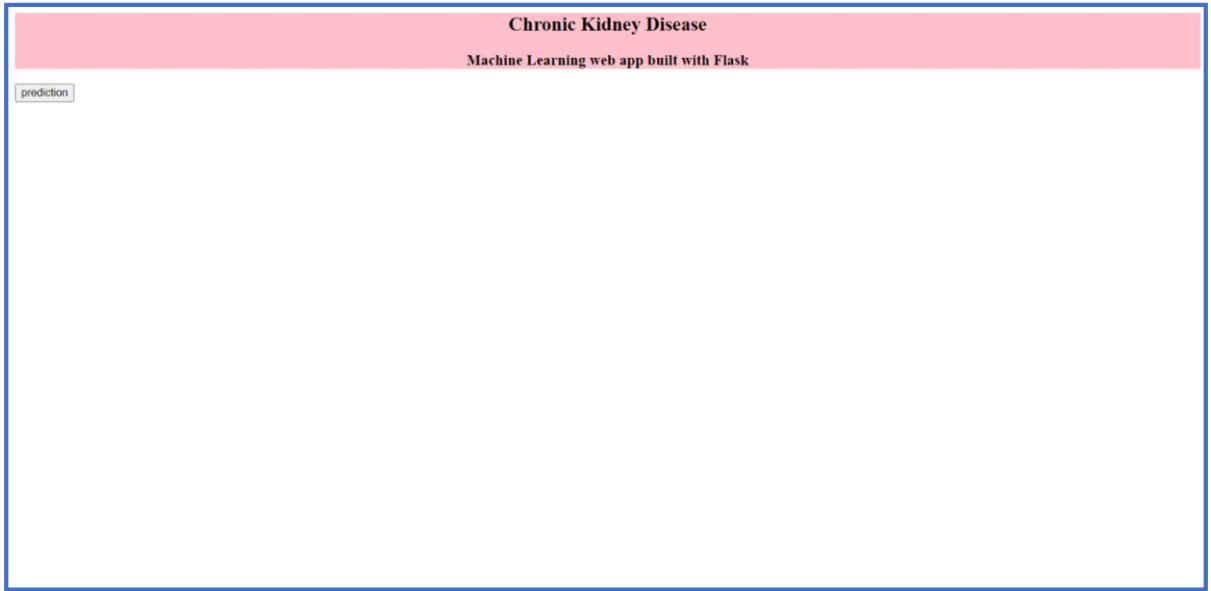 Chronic Kidney Disease
Machine Learning web app built with Flask
prediction